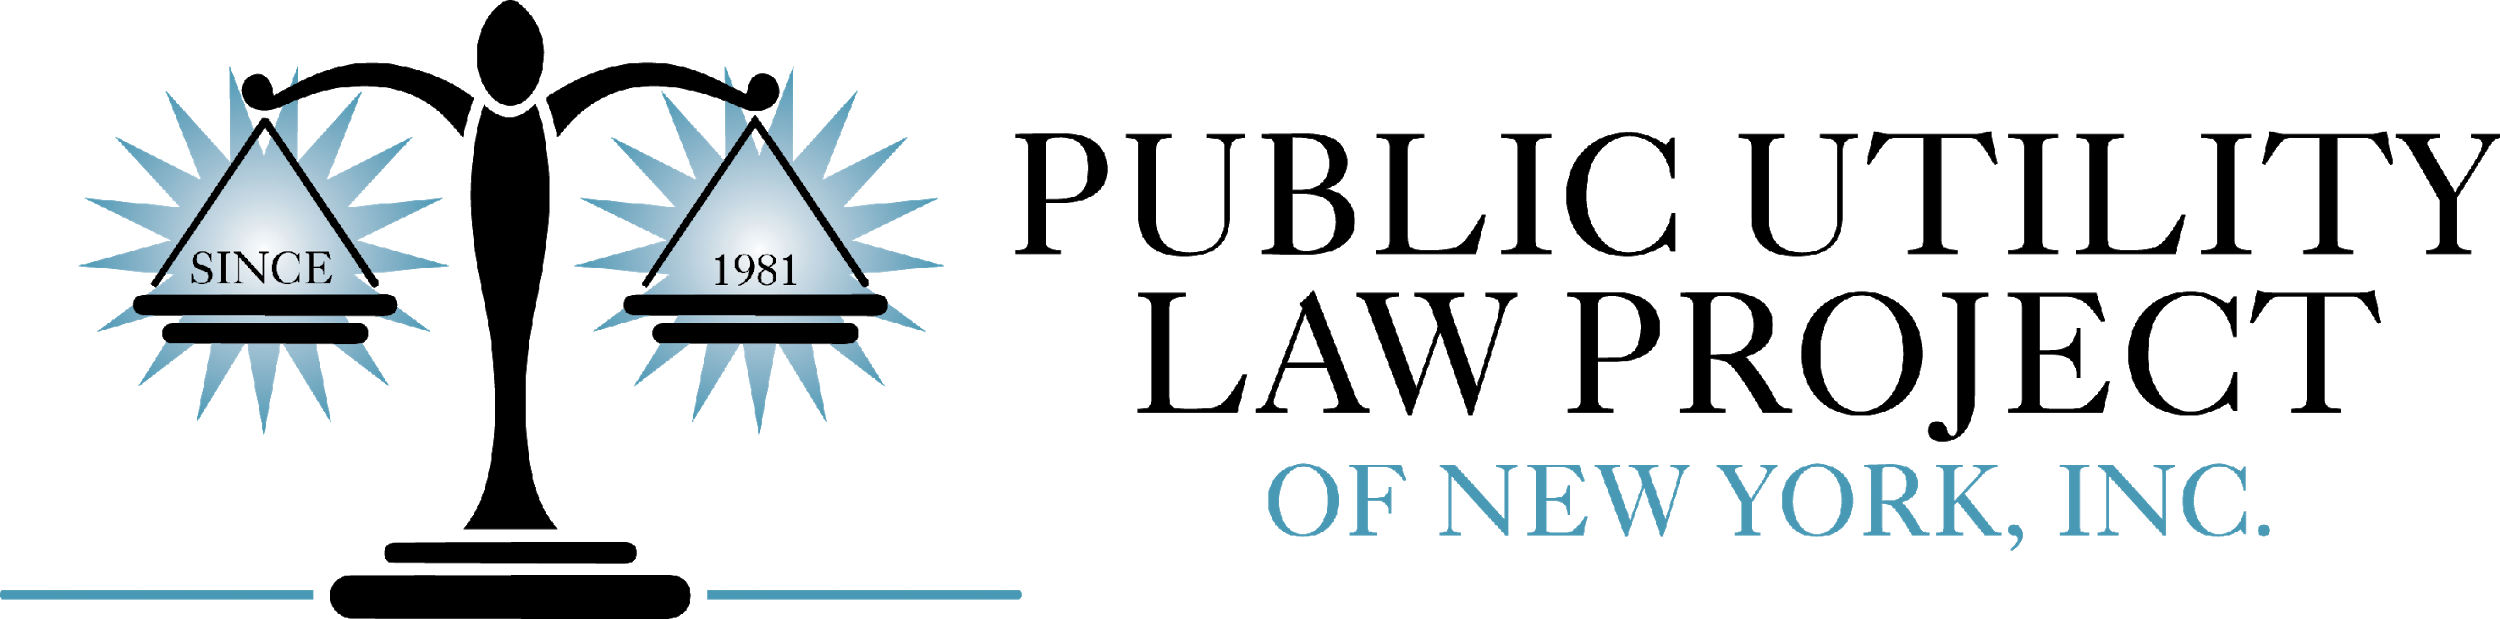 SINCE
1981
PUBLIC UTILITY
LAW PROJECT
OF NEW YORK, INC.